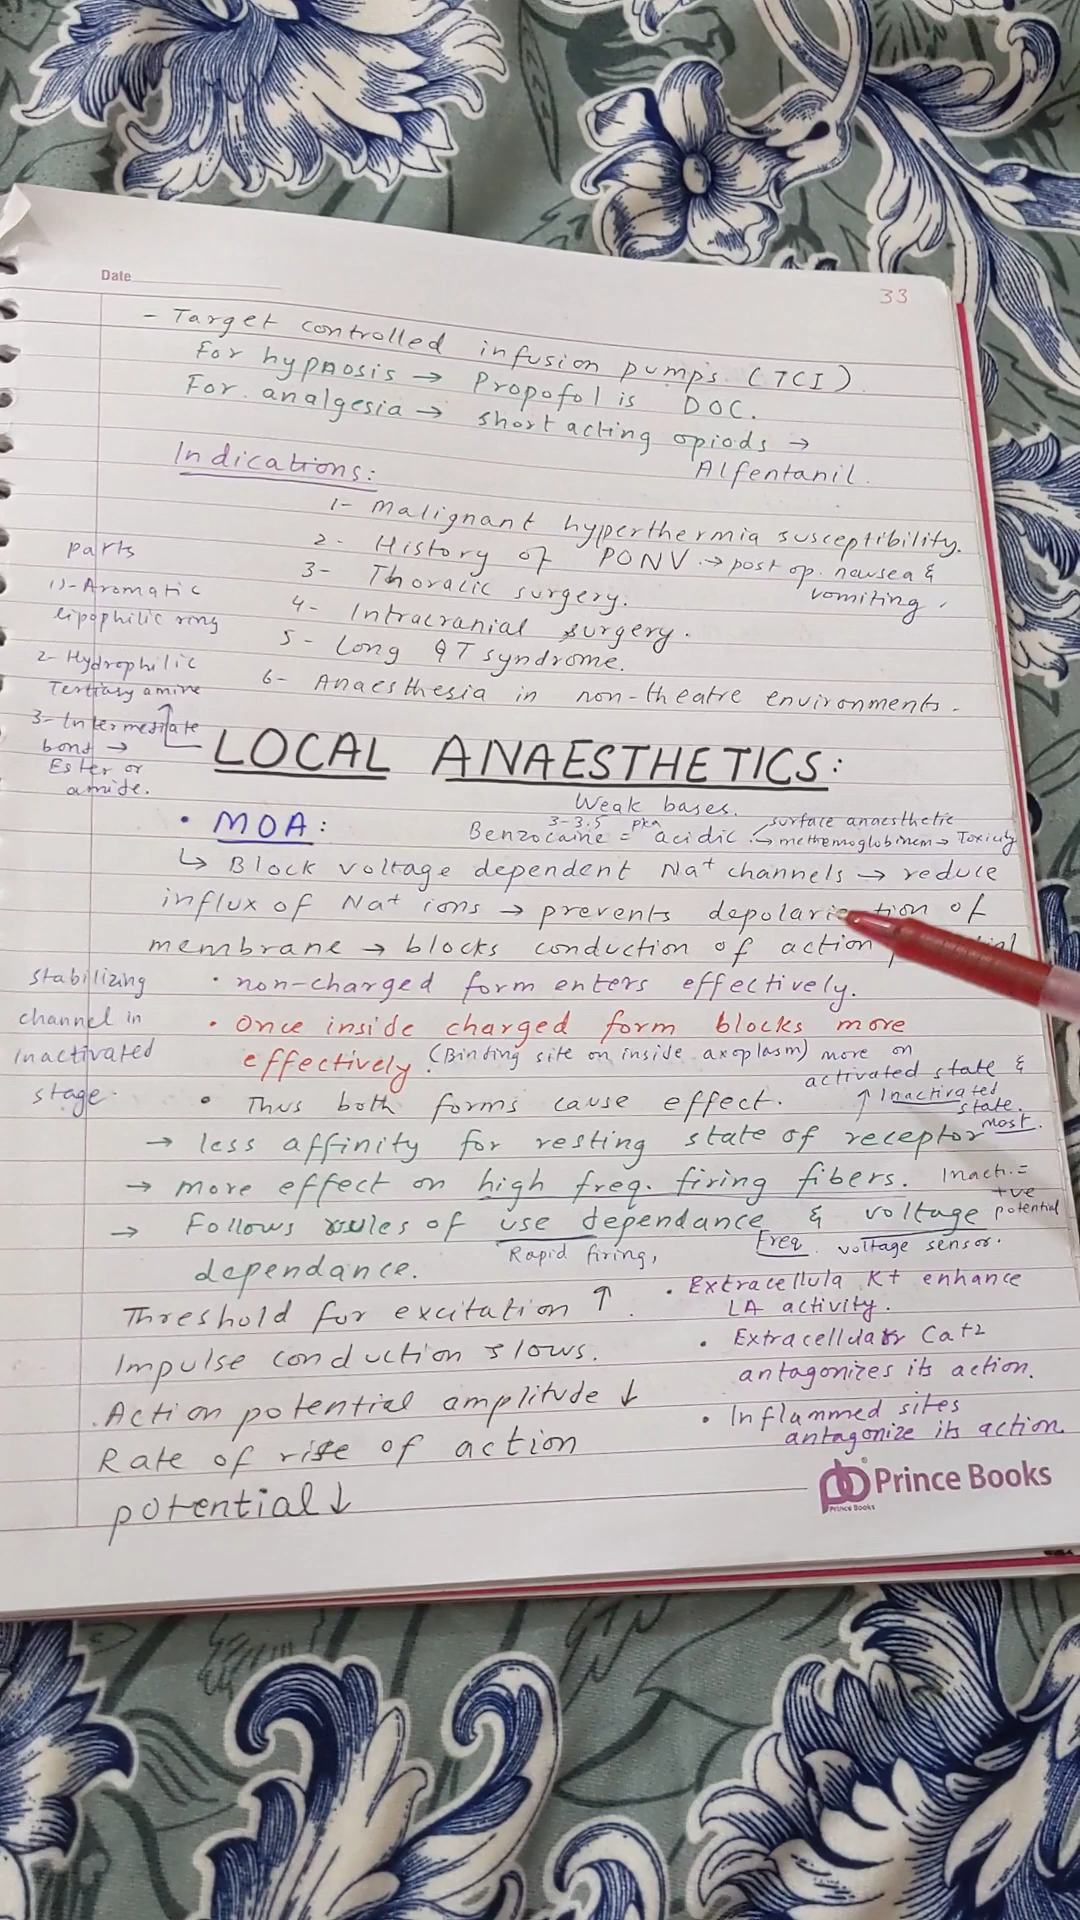 Date
33
- Target controlled infusion pumps (TCI).
For hypnosis → Propofol is DOC.
For analgesia → short acting opiods →
Alfentanil.
Indications:
1- Malignant hyperthermia susceptibility.
2- History of PONV → post op. nausea &
vomiting.
3- Thoracic surgery.
4- Intracranial surgery.
5- Long QT syndrome.
6- Anaesthesia in non-theatre environments.
parts
1)- Aromatic
lipophilic ring
2- Hydrophilic
Tertiary amine
3- Intermediate
bond →
Ester or
amide.
LOCAL ANAESTHETICS:
Weak bases.
• MOA:
3-3.5 pka surface anaesthetic
Benzocaine = acidic. methemoglobinem → Toxicity
↳ Block voltage dependent Na+ channels → reduce
influx of Na+ ions → prevents depolari tion of
membrane → blocks conduction of action
• non-charged form enters effectively.
• Once inside charged form blocks more
effectively. (Binding site on inside axoplasm) more on
activated state &
↑ Inactivated
state.
most.
stabilizing
channel in
inactivated
stage.
• Thus both forms cause effect.
→ less affinity for resting state of receptor
→ more effect on high freq. firing fibers. Inacti. =
+ve
potential
→ Follows rules of use dependance & voltage
Rapid firing, Freq. voltage sensor.
dependance.
Threshold for excitation ↑.
Impulse conduction slows.
Action potential amplitude ↓
Rate of rise of action
potential ↓
• Extracellula K+ enhance
LA activity.
• Extracellular Ca+2
antagonizes its action.
• Inflammed sites
antagonize its action.
Prince Books
Prince Books